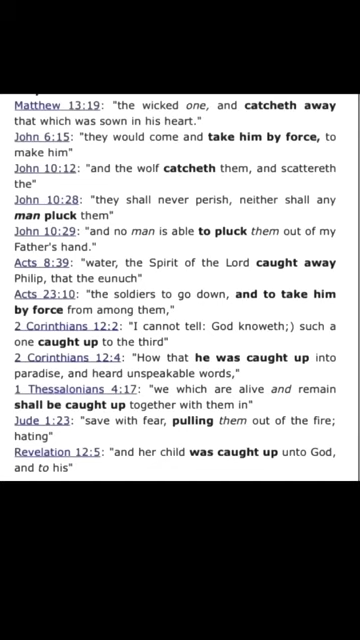 Matthew 13:19: "the wicked one, and catcheth away
that which was sown in his heart."
John 6:15: "they would come and take him by force, to
make him"
John 10:12: "and the wolf catcheth them, and scattereth
the"
John 10:28: "they shall never perish, neither shall any
man pluck them"
John 10:29: "and no man is able to pluck them out of my
Father's hand."
Acts 8:39: "water, the Spirit of the Lord caught away
Philip, that the eunuch"
Acts 23:10: "the soldiers to go down, and to take him
by force from among them,"
2 Corinthians 12:2: "I cannot tell: God knoweth;) such a
one caught up to the third"
2 Corinthians 12:4: "How that he was caught up into
paradise, and heard unspeakable words,"
1 Thessalonians 4:17: "we which are alive and remain
shall be caught up together with them in"
Jude 1:23: "save with fear, pulling them out of the fire;
hating"
Revelation 12:5: "and her child was caught up unto God,
and to his"